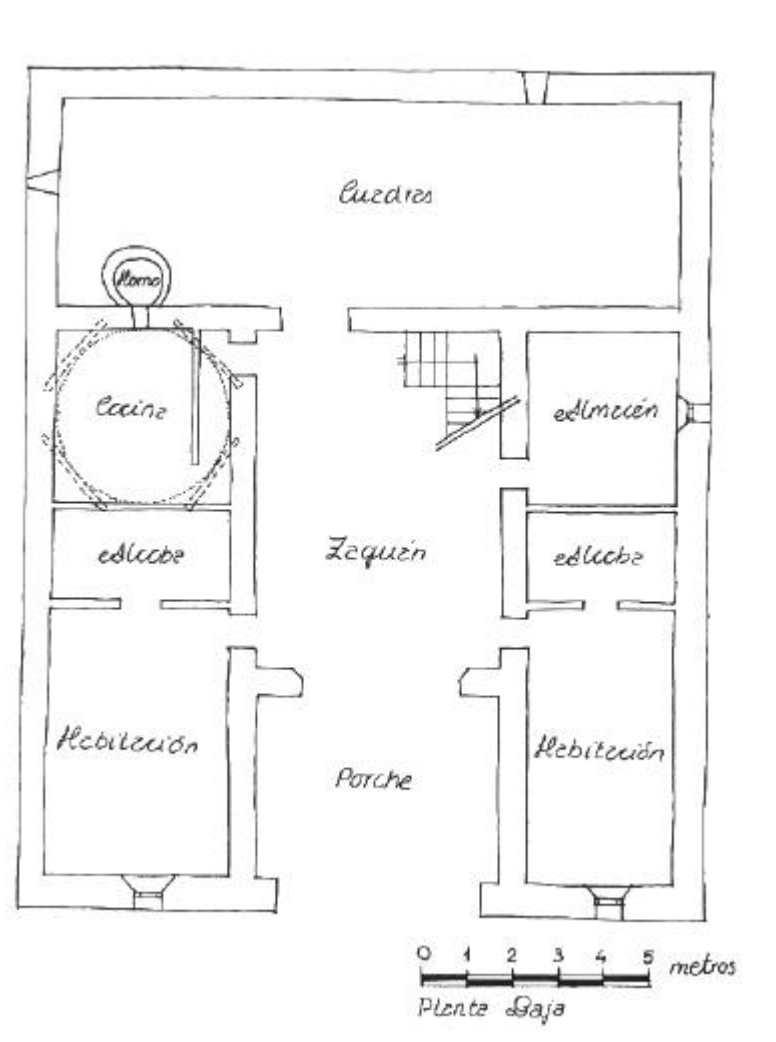 Cuadras
Horno
Cocina
Almacén
Alcoba
Zaguán
Alcoba
Habitación
Habitación
Porche
0 1 2 3 4 5 metros
Planta Baja